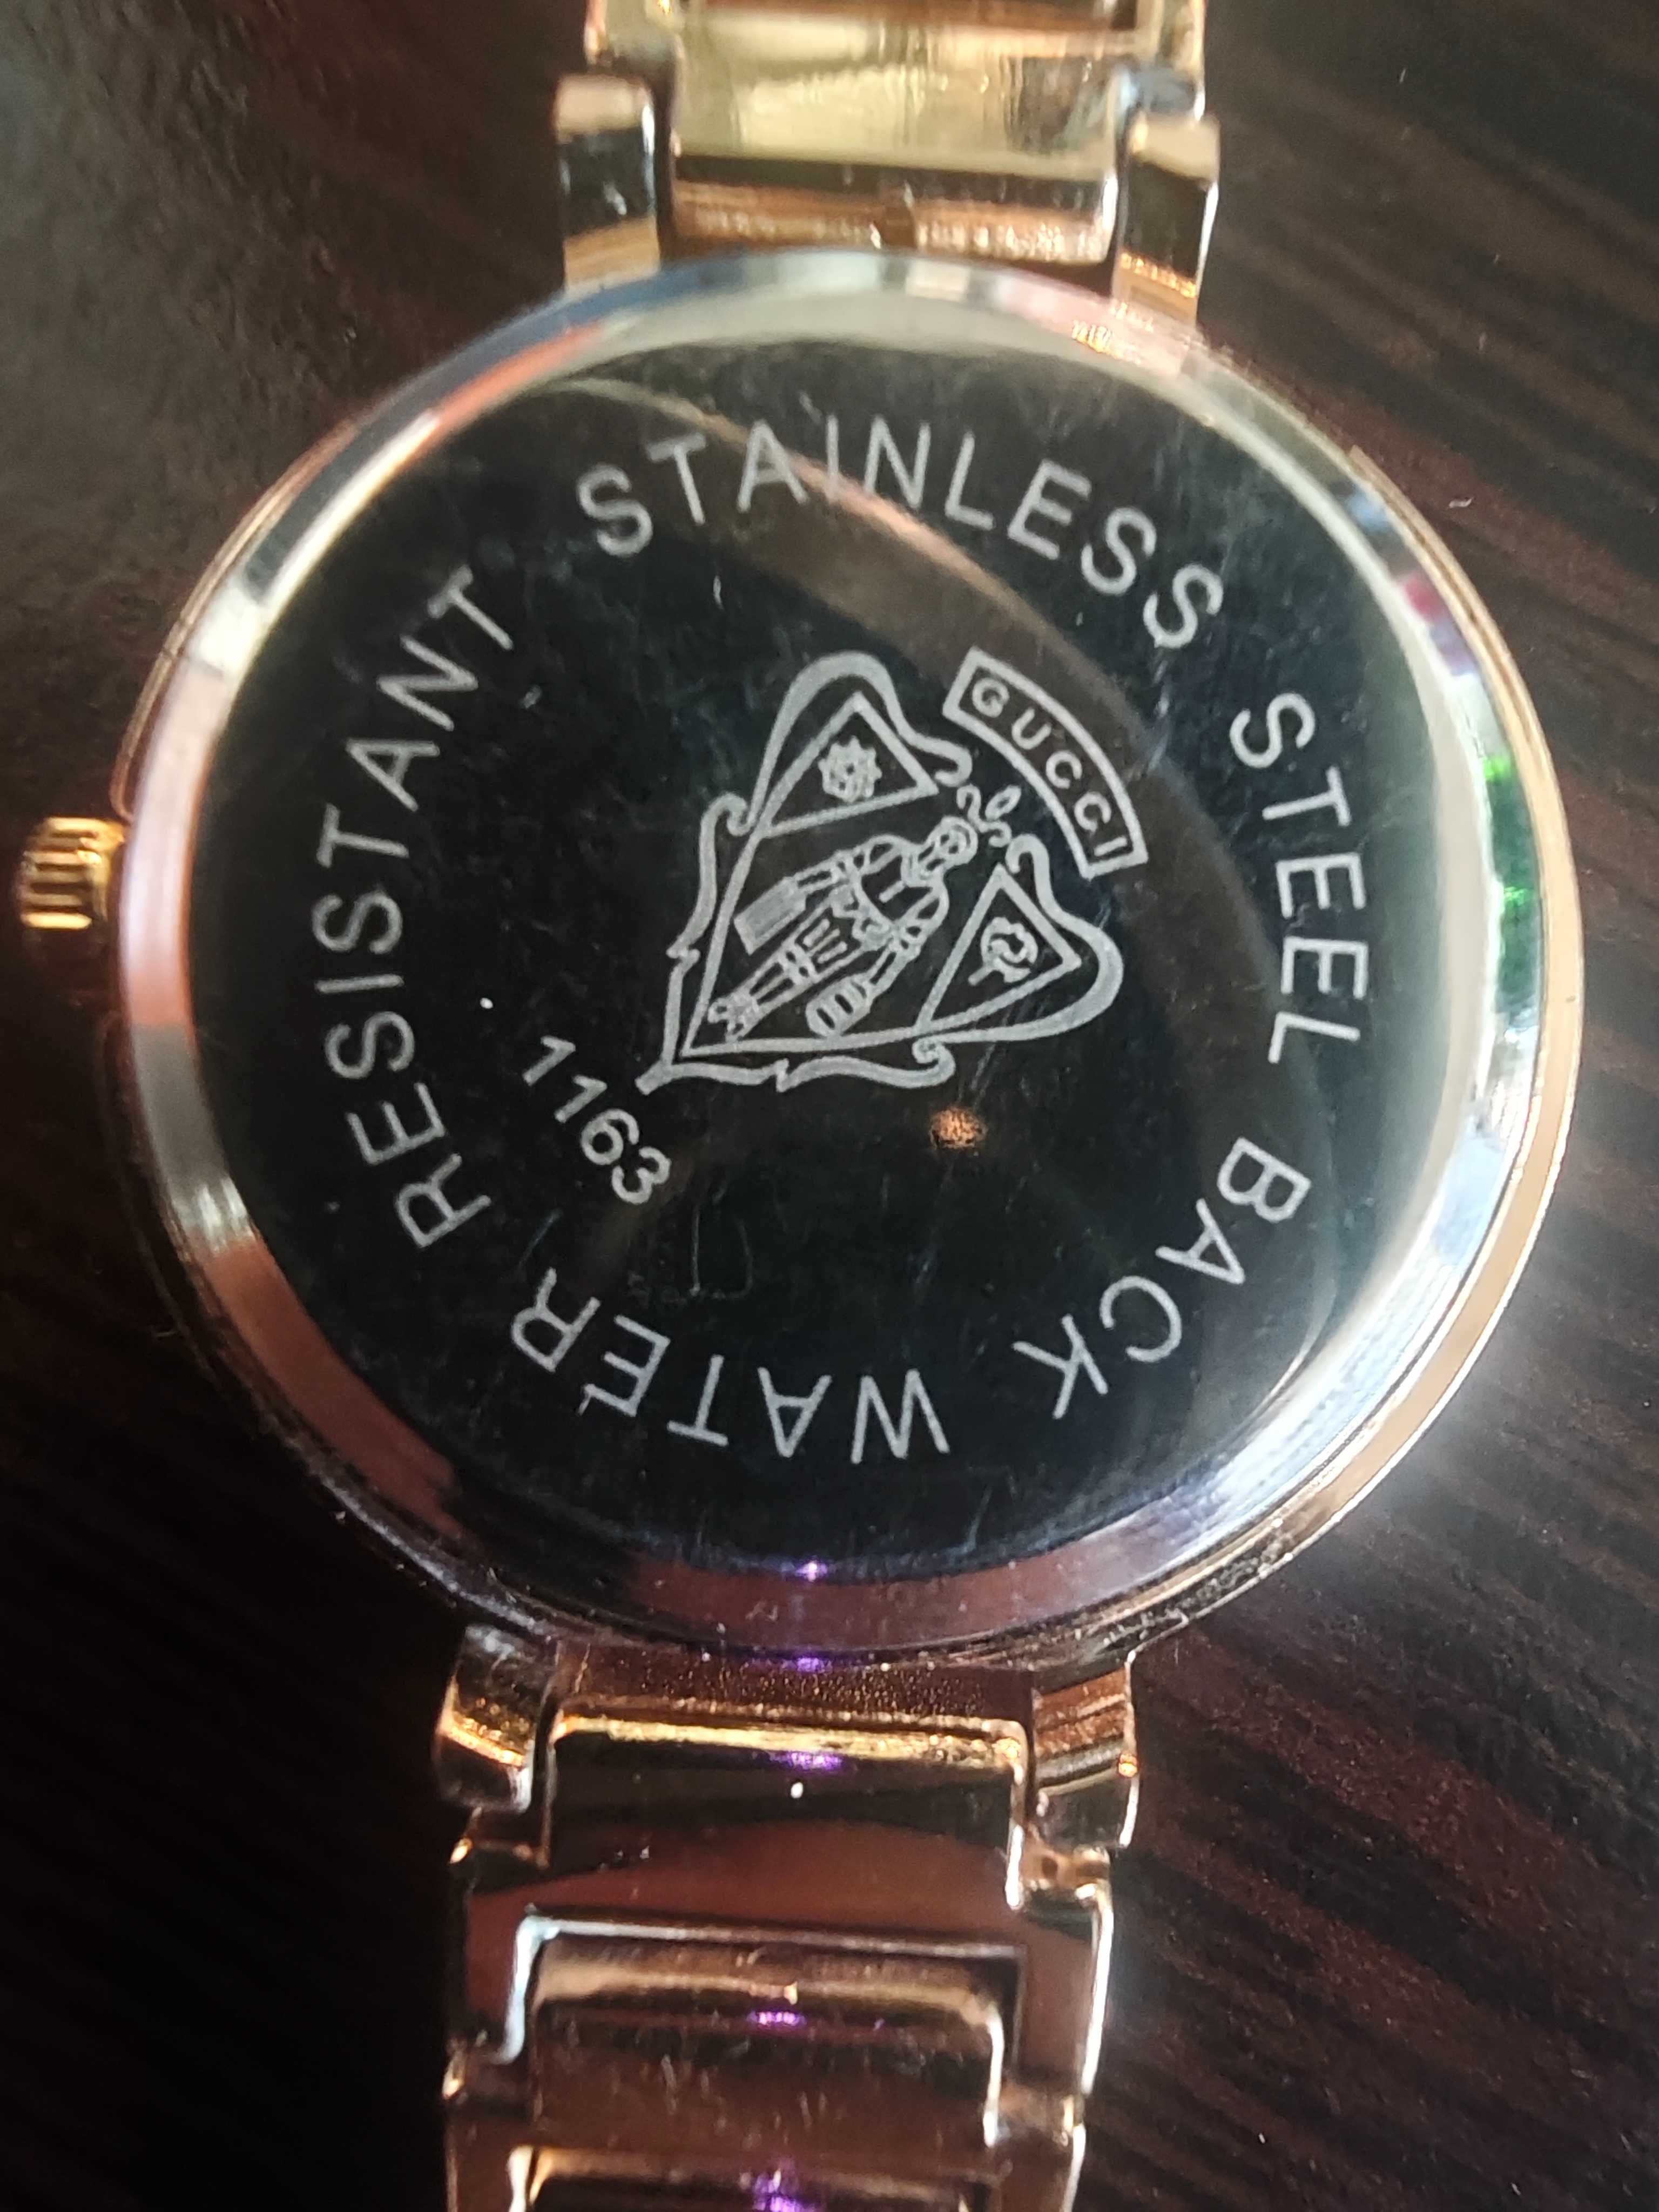 STAINLESS STEEL BACK WATER RESISTANT
GUCCI
1163